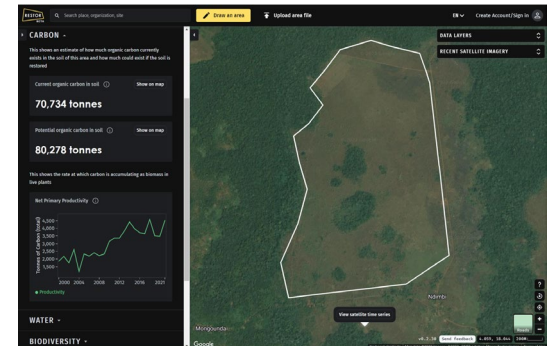 RESTOR
BETA
Search place, organization, site
Draw an area
Upload area file
EN
Create Account/Sign in
CARBON
This shows an estimate of how much organic carbon currently
exists in the soil of this area and how much could exist if the soil is
restored
Current organic carbon in soil
Show on map
70,734 tonnes
Potential organic carbon in soil
Show on map
80,278 tonnes
This shows the rate at which carbon is accumulating as biomass in
live plants
Net Primary Productivity
Tonnes of Carbon (total)
4,500
4,000
3,500
3,000
2,500
2,000
1,500
2000 2004 2008 2012 2016 2021
Productivity
WATER
BIODIVERSITY
DATA LAYERS
RECENT SATELLITE IMAGERY
Ndimbi
View satellite time series
Mongoundai
Google
Send feedback
ZOOM:
Roads
?
+
-